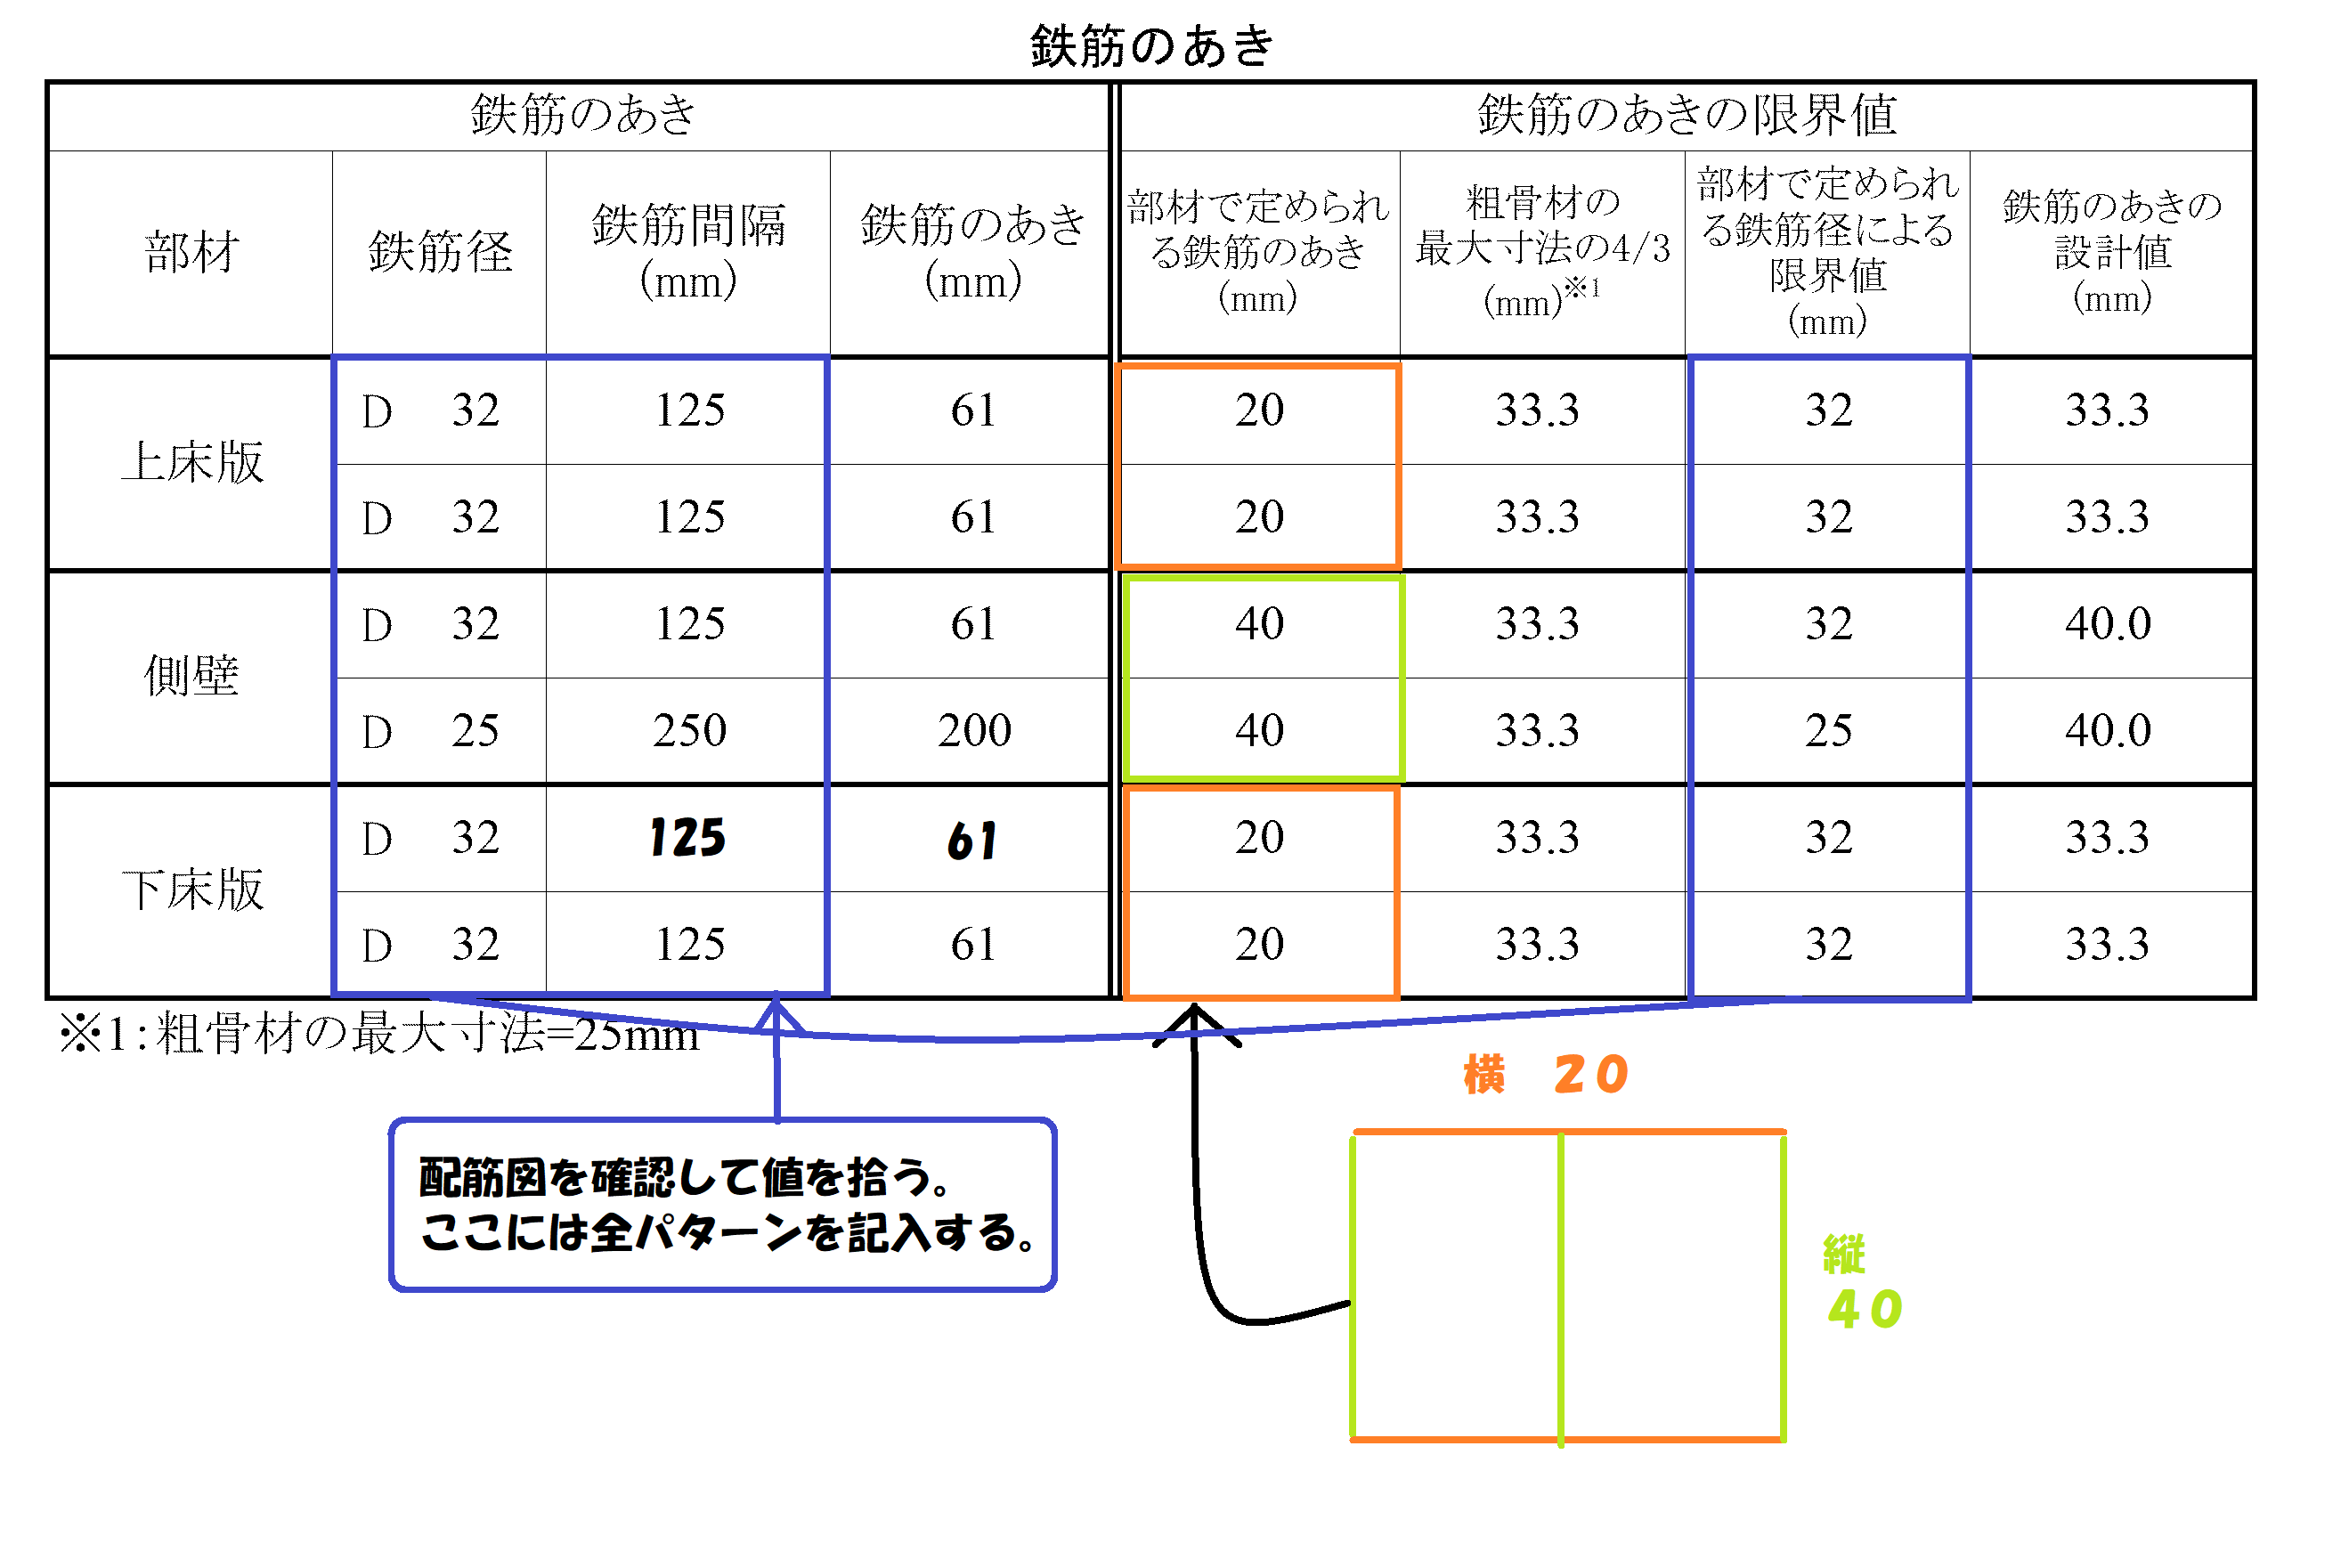 鉄筋のあき
鉄筋のあき 鉄筋のあきの限界値
部材 鉄筋径 鉄筋間隔 (mm) 鉄筋のあき (mm) 部材で定められる鉄筋のあき (mm) 粗骨材の最大寸法の4/3 (mm)※1 部材で定められる鉄筋径による限界値 (mm) 鉄筋のあきの設計値 (mm)
上床版 D 32 125 61 20 33.3 32 33.3
D 32 125 61 20 33.3 32 33.3
側壁 D 32 125 61 40 33.3 32 40.0
D 25 250 200 40 33.3 25 40.0
下床版 D 32 125 61 20 33.3 32 33.3
D 32 125 61 20 33.3 32 33.3
※1:粗骨材の最大寸法=25mm
横 20
配筋図を確認して値を拾う。
ここには全パターンを記入する。
縦
40